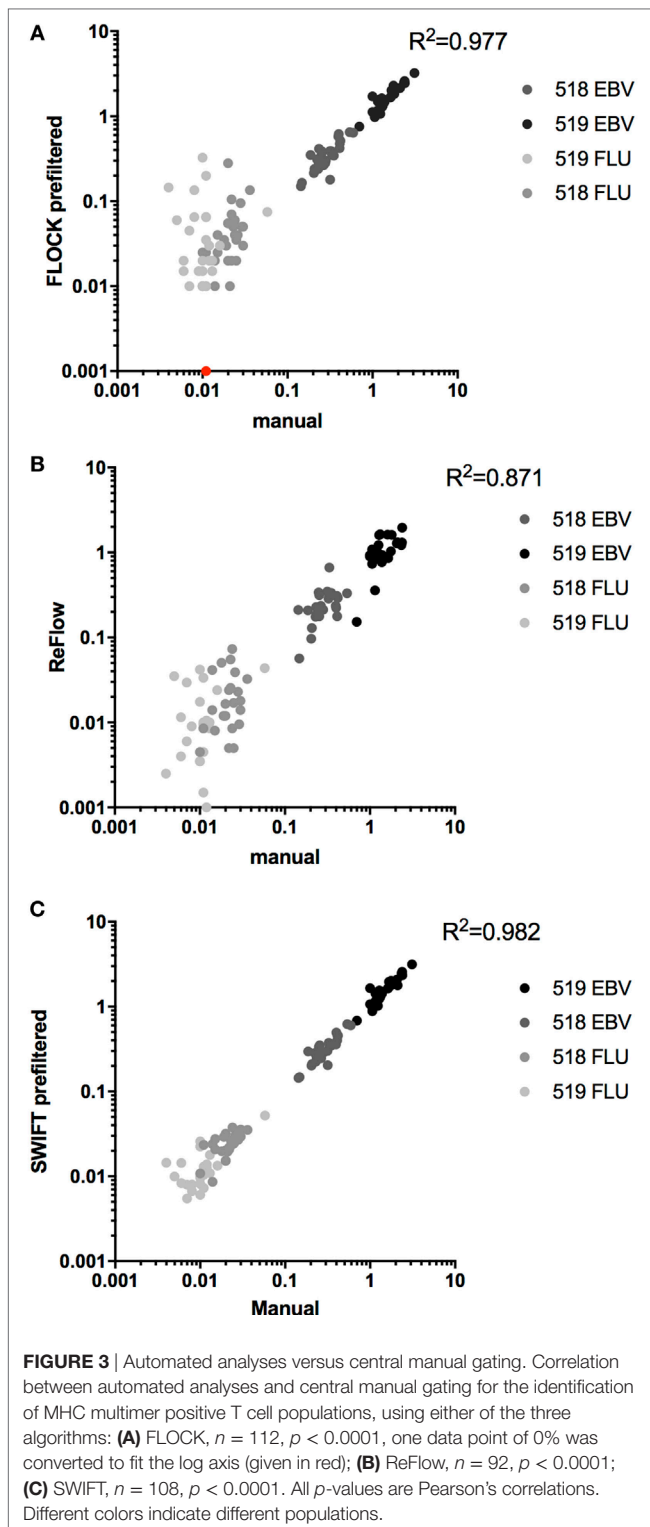 A
R²=0.977
FLOCK prefiltered
10
1
0.1
0.01
0.001
0.001 0.01 0.1 1 10
manual
518 EBV
519 EBV
519 FLU
518 FLU
B
R²=0.871
ReFlow
10
1
0.1
0.01
0.001
0.001 0.01 0.1 1 10
manual
518 EBV
519 EBV
518 FLU
519 FLU
C
R²=0.982
SWIFT prefiltered
10
1
0.1
0.01
0.001
0.001 0.01 0.1 1 10
Manual
519 EBV
518 EBV
518 FLU
519 FLU
FIGURE 3 | Automated analyses versus central manual gating. Correlation
between automated analyses and central manual gating for the identification
of MHC multimer positive T cell populations, using either of the three
algorithms: (A) FLOCK, n = 112, p < 0.0001, one data point of 0% was
converted to fit the log axis (given in red); (B) ReFlow, n = 92, p < 0.0001;
(C) SWIFT, n = 108, p < 0.0001. All p-values are Pearson's correlations.
Different colors indicate different populations.